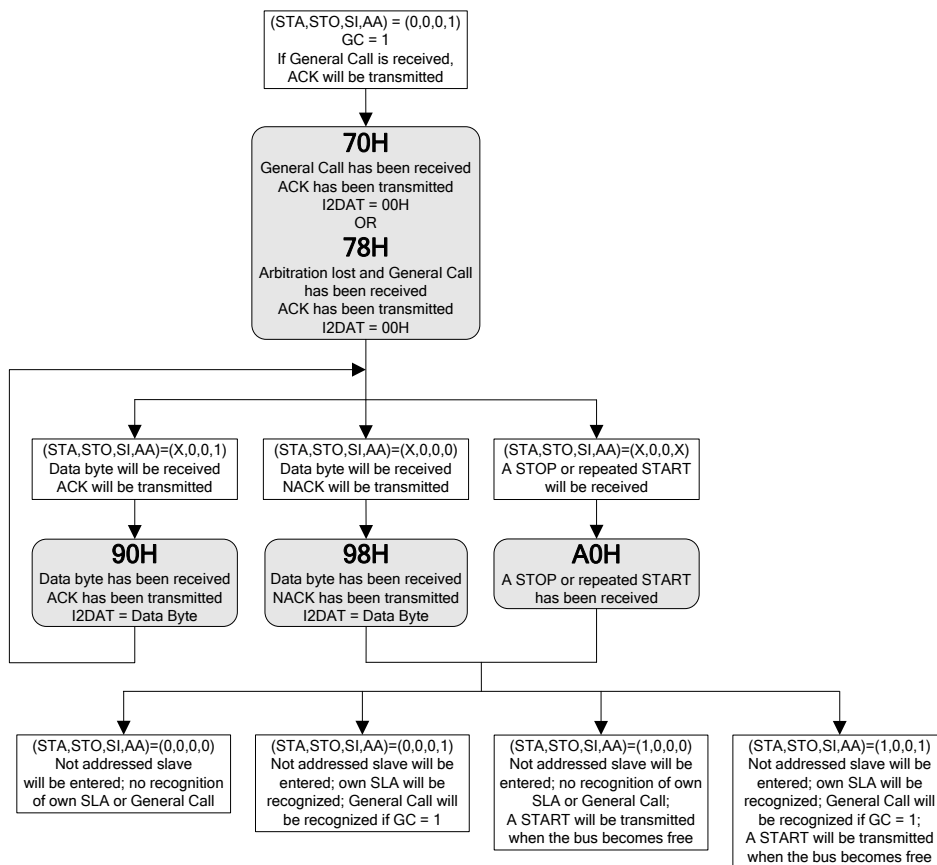 (STA,STO,SI,AA) = (0,0,0,1)
GC = 1
If General Call is received,
ACK will be transmitted
70H
General Call has been received
ACK has been transmitted
I2DAT = 00H
OR
78H
Arbitration lost and General Call
has been received
ACK has been transmitted
I2DAT = 00H
(STA,STO,SI,AA)=(X,0,0,1)
Data byte will be received
ACK will be transmitted
(STA,STO,SI,AA)=(X,0,0,0)
Data byte will be received
NACK will be transmitted
(STA,STO,SI,AA)=(X,0,0,X)
A STOP or repeated START
will be received
90H
Data byte has been received
ACK has been transmitted
I2DAT = Data Byte
98H
Data byte has been received
NACK has been transmitted
I2DAT = Data Byte
A0H
A STOP or repeated START
has been received
(STA,STO,SI,AA)=(0,0,0,0)
Not addressed slave
will be entered; no recognition
of own SLA or General Call
(STA,STO,SI,AA)=(0,0,0,1)
Not addressed slave will be
entered; own SLA will be
recognized; General Call will
be recognized if GC = 1
(STA,STO,SI,AA)=(1,0,0,0)
Not addressed slave will be
entered; no recognition of own
SLA or General Call;
A START will be transmitted
when the bus becomes free
(STA,STO,SI,AA)=(1,0,0,1)
Not addressed slave will be
entered; own SLA will be
recognized; General Call will
be recognized if GC = 1;
A START will be transmitted
when the bus becomes free